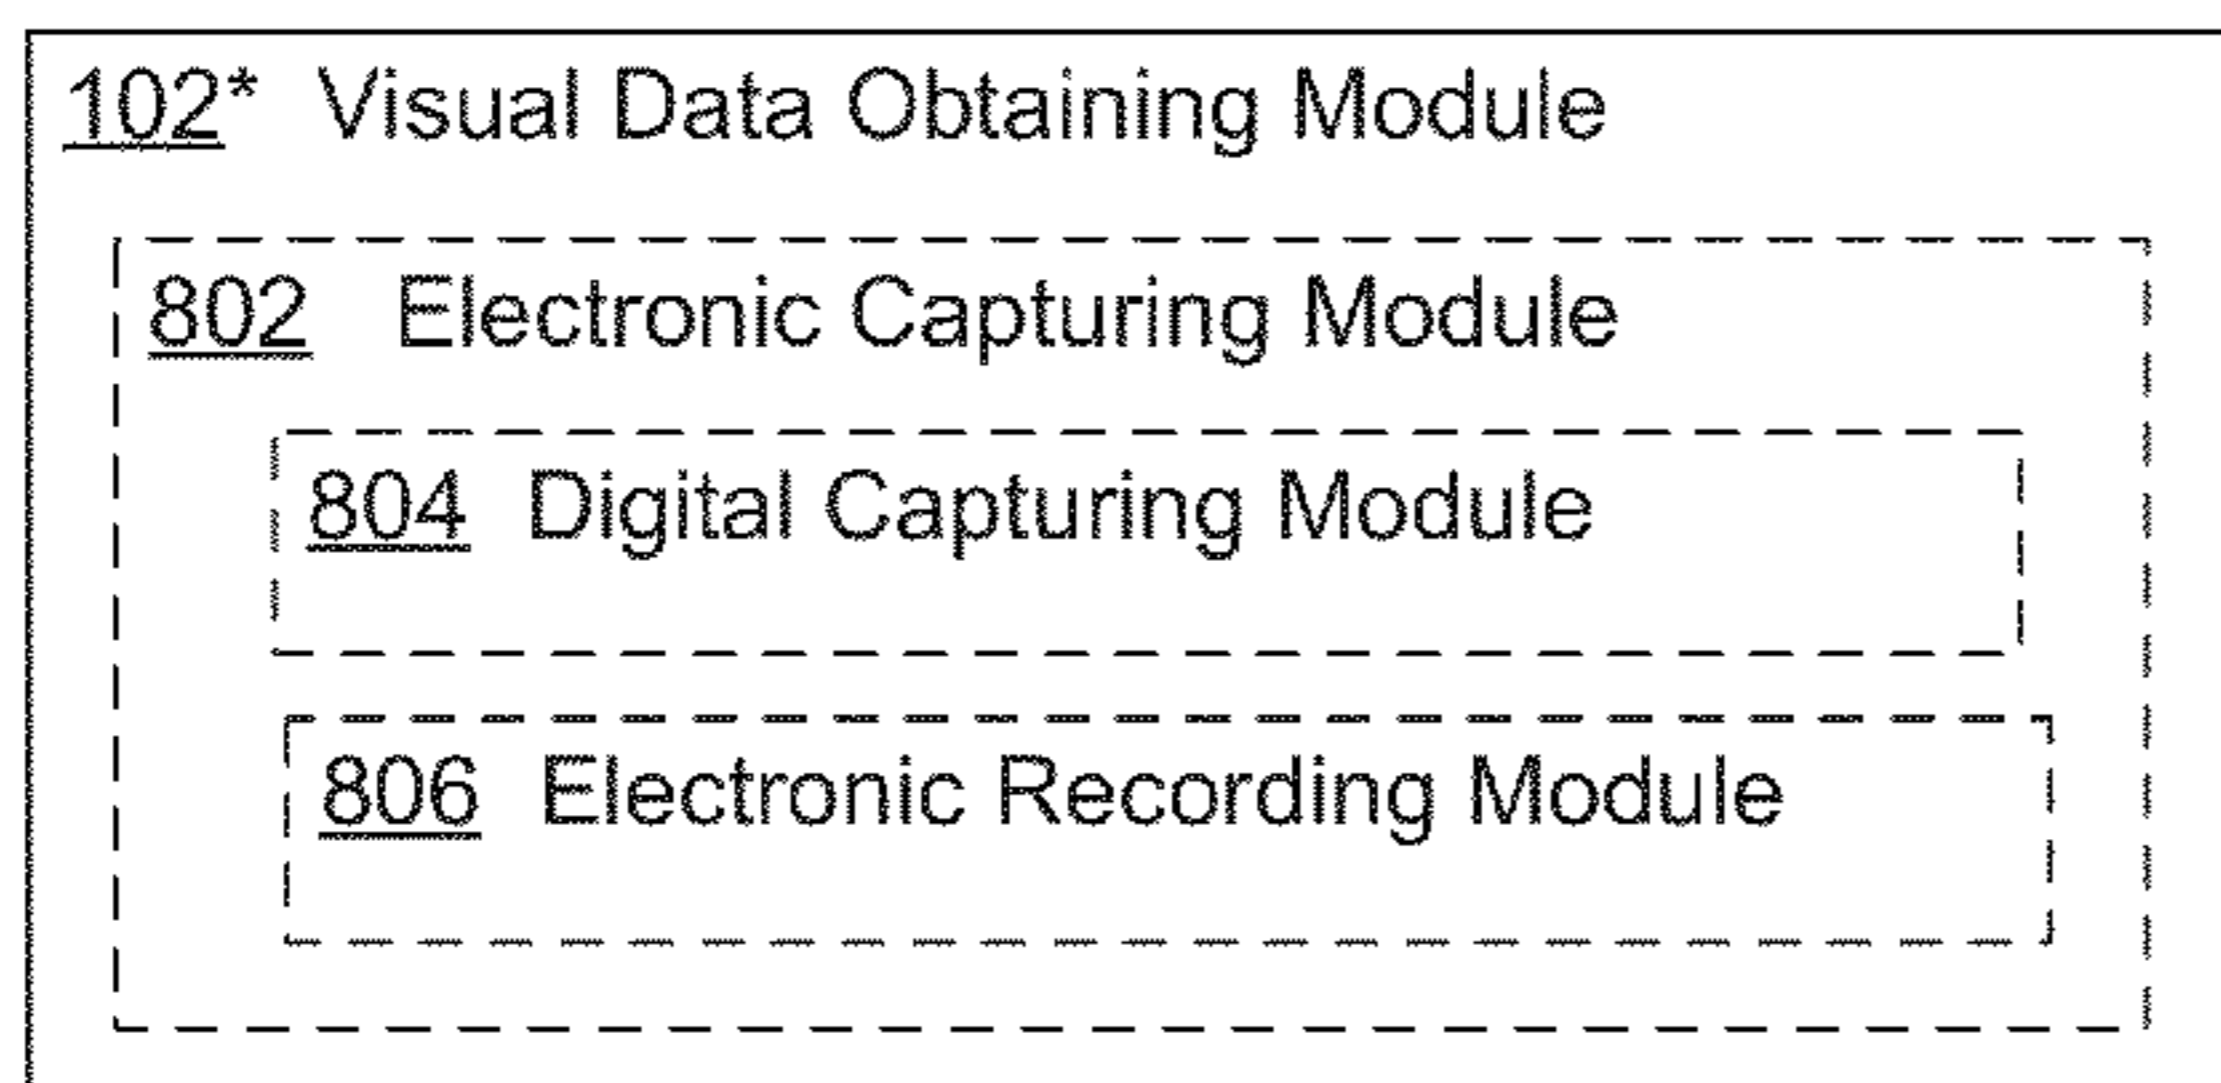 102* Visual Data Obtaining Module
802 Electronic Capturing Module
804 Digital Capturing Module
806 Electronic Recording Module